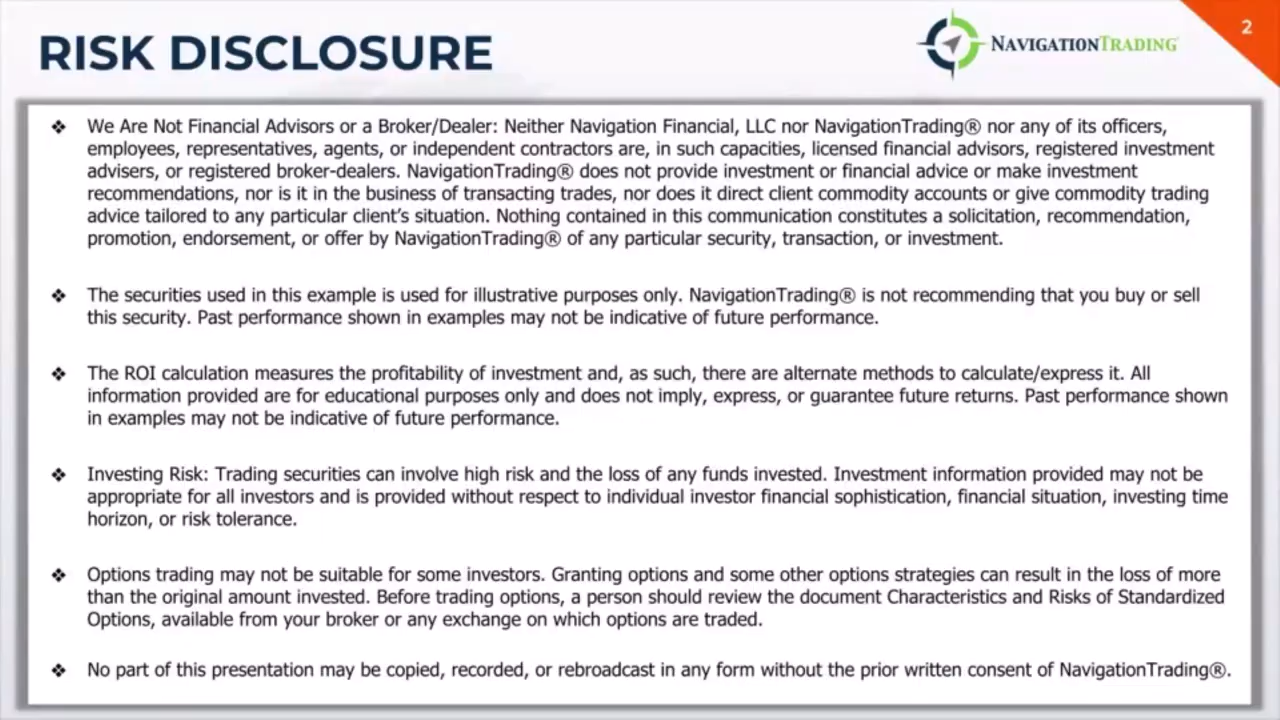 RISK DISCLOSURE
NAVIGATIONTRADING®
2
❖ We Are Not Financial Advisors or a Broker/Dealer: Neither Navigation Financial, LLC nor NavigationTrading® nor any of its officers,
employees, representatives, agents, or independent contractors are, in such capacities, licensed financial advisors, registered investment
advisers, or registered broker-dealers. NavigationTrading® does not provide investment or financial advice or make investment
recommendations, nor is it in the business of transacting trades, nor does it direct client commodity accounts or give commodity trading
advice tailored to any particular client's situation. Nothing contained in this communication constitutes a solicitation, recommendation,
promotion, endorsement, or offer by NavigationTrading® of any particular security, transaction, or investment.
❖ The securities used in this example is used for illustrative purposes only. NavigationTrading® is not recommending that you buy or sell
this security. Past performance shown in examples may not be indicative of future performance.
❖ The ROI calculation measures the profitability of investment and, as such, there are alternate methods to calculate/express it. All
information provided are for educational purposes only and does not imply, express, or guarantee future returns. Past performance shown
in examples may not be indicative of future performance.
❖ Investing Risk: Trading securities can involve high risk and the loss of any funds invested. Investment information provided may not be
appropriate for all investors and is provided without respect to individual investor financial sophistication, financial situation, investing time
horizon, or risk tolerance.
❖ Options trading may not be suitable for some investors. Granting options and some other options strategies can result in the loss of more
than the original amount invested. Before trading options, a person should review the document Characteristics and Risks of Standardized
Options, available from your broker or any exchange on which options are traded.
❖ No part of this presentation may be copied, recorded, or rebroadcast in any form without the prior written consent of NavigationTrading®.